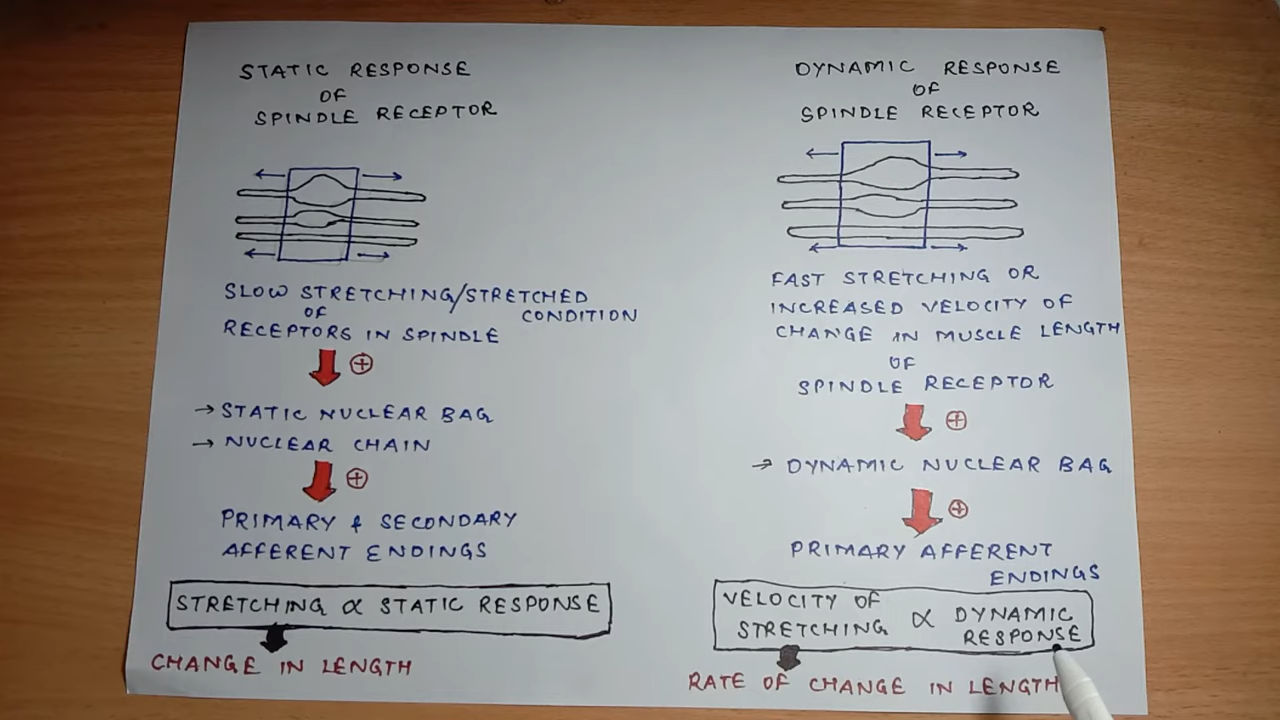 STATIC RESPONSE
OF
SPINDLE RECEPTOR
SLOW STRETCHING/STRETCHED
OF CONDITION
RECEPTORS IN SPINDLE
⊕
→ STATIC NUCLEAR BAG
→ NUCLEAR CHAIN
⊕
PRIMARY & SECONDARY
AFFERENT ENDINGS
STRETCHING ∝ STATIC RESPONSE
CHANGE IN LENGTH
DYNAMIC RESPONSE
OF
SPINDLE RECEPTOR
FAST STRETCHING OR
INCREASED VELOCITY OF
CHANGE IN MUSCLE LENGTH
OF
SPINDLE RECEPTOR
⊕
→ DYNAMIC NUCLEAR BAG
⊕
PRIMARY AFFERENT
ENDINGS
VELOCITY OF
STRETCHING ∝ DYNAMIC
RESPONSE
RATE OF CHANGE IN LENGTH